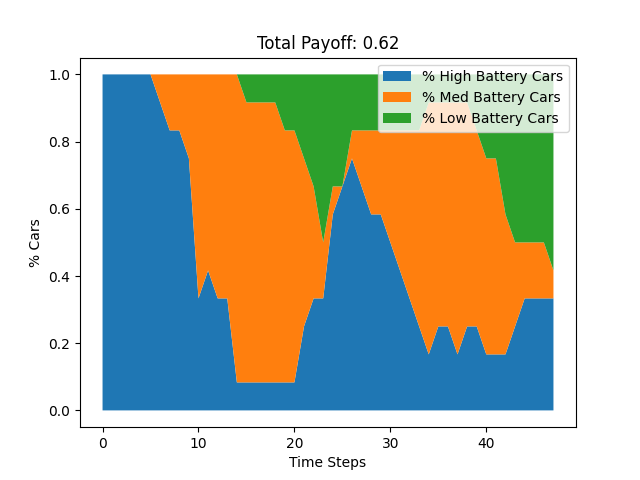 Total Payoff: 0.62
% High Battery Cars
% Med Battery Cars
% Low Battery Cars
1.0
0.8
0.6
0.4
0.2
0.0
% Cars
0
10
20
30
40
Time Steps